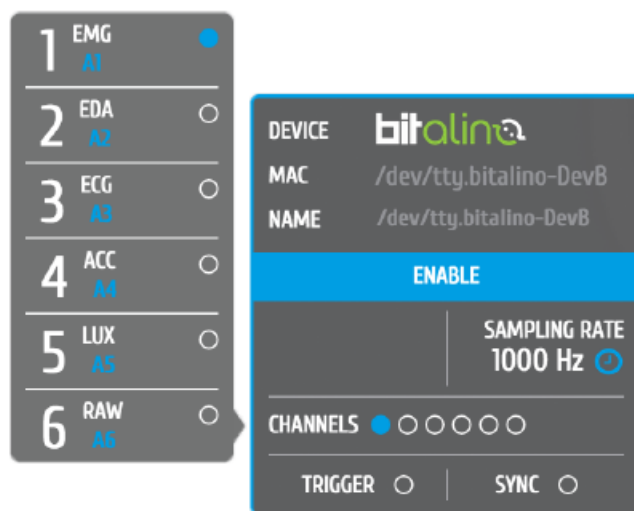 1 EMG
A1
2 EDA
A2
3 ECG
A3
4 ACC
A4
5 LUX
A5
6 RAW
A6
DEVICE bitalino
MAC /dev/tty.bitalino-DevB
NAME /dev/tty.bitalino-DevB
ENABLE
SAMPLING RATE
1000 Hz
CHANNELS
TRIGGER SYNC